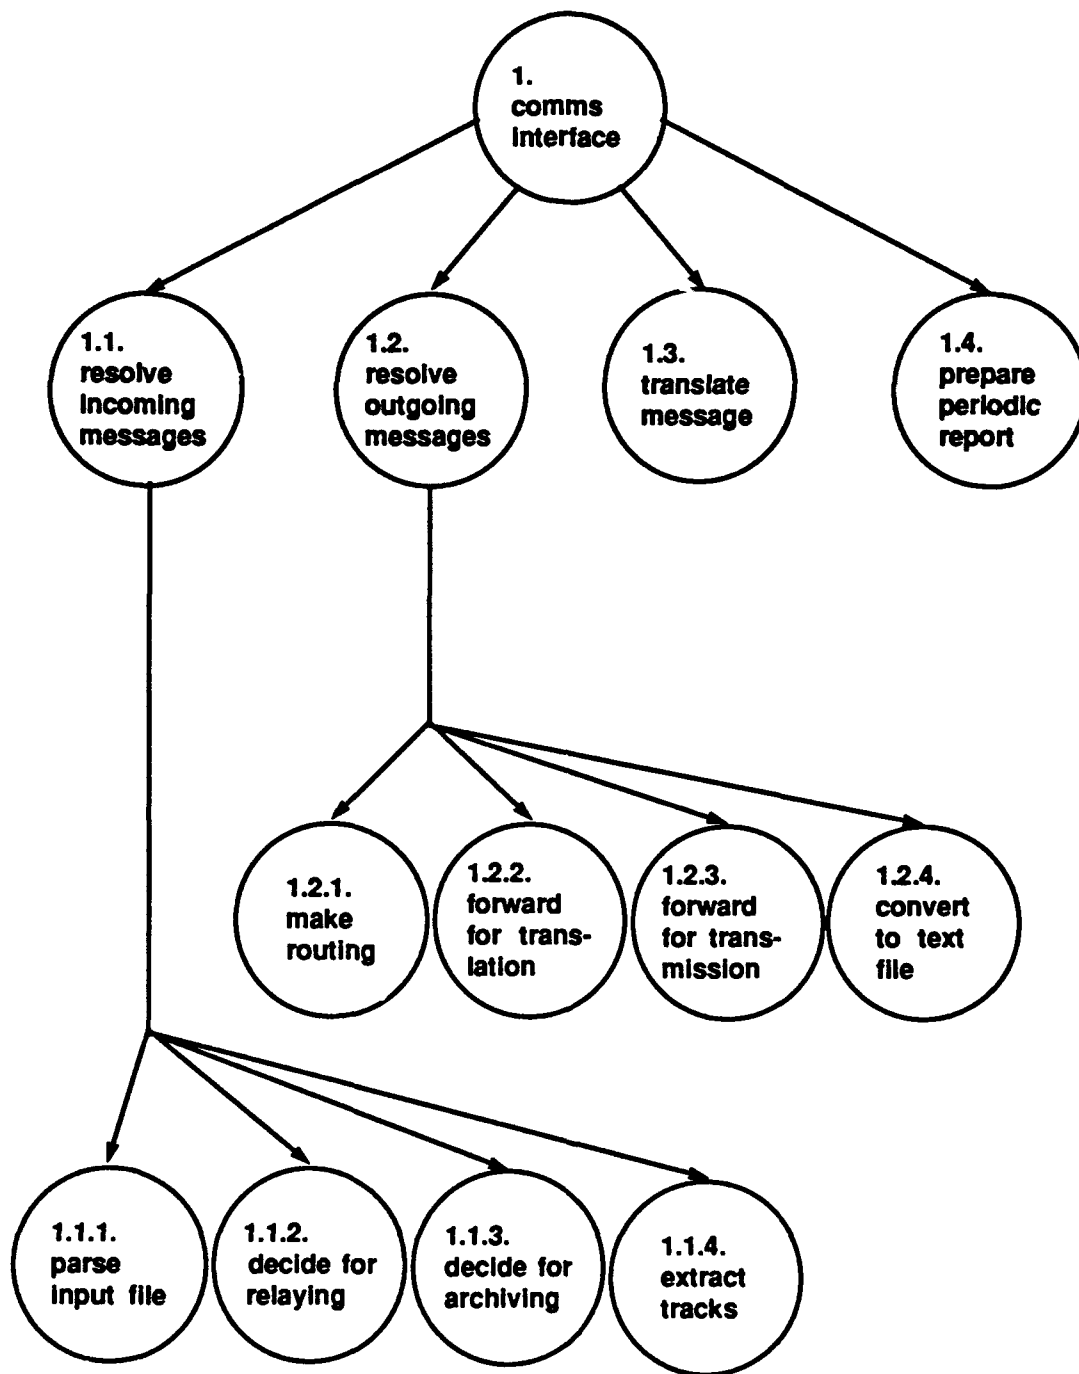 1.
comms
interface
1.1.
resolve
incoming
messages
1.2.
resolve
outgoing
messages
1.3.
translate
message
1.4.
prepare
periodic
report
1.2.1.
make
routing
1.2.2.
forward
for trans-
lation
1.2.3.
forward
for trans-
mission
1.2.4.
convert
to text
file
1.1.1.
parse
input file
1.1.2.
decide for
relaying
1.1.3.
decide for
archiving
1.1.4.
extract
tracks